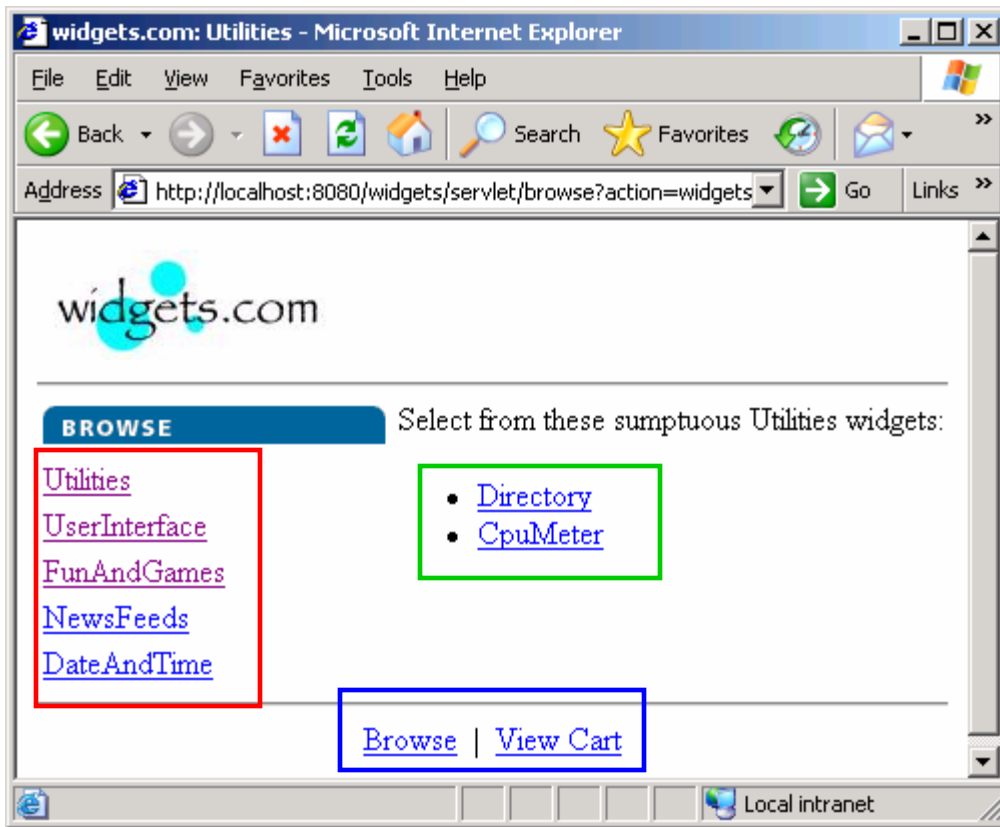 widgets.com: Utilities - Microsoft Internet Explorer
File Edit View Favorites Tools Help
Back Search Favorites »
Address http://localhost:8080/widgets/servlet/browse?action=widgets Go Links »
widgets.com
BROWSE
Select from these sumptuous Utilities widgets:
Utilities
UserInterface
FunAndGames
NewsFeeds
DateAndTime
• Directory
• CpuMeter
Browse | View Cart
Local intranet